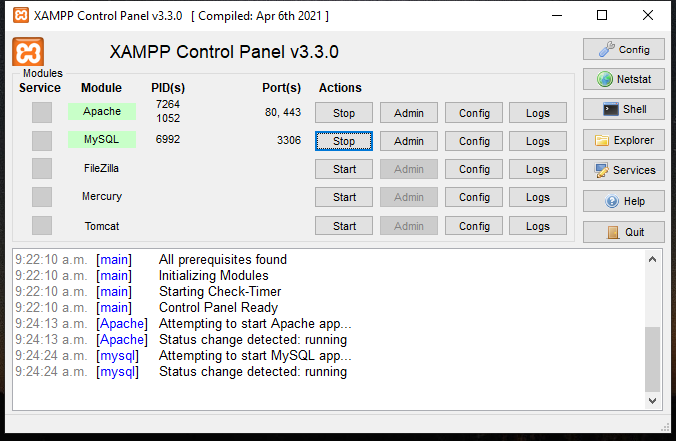 XAMPP Control Panel v3.3.0 [ Compiled: Apr 6th 2021 ]
XAMPP Control Panel v3.3.0
Config
Modules
Service Module PID(s) Port(s) Actions
Netstat
Apache 7264 1052 80, 443 Stop Admin Config Logs
Shell
MySQL 6992 3306 Stop Admin Config Logs
Explorer
FileZilla Start Admin Config Logs
Services
Mercury Start Admin Config Logs
Help
Tomcat Start Admin Config Logs
Quit
9:22:10 a.m. [main] All prerequisites found
9:22:10 a.m. [main] Initializing Modules
9:22:10 a.m. [main] Starting Check-Timer
9:22:10 a.m. [main] Control Panel Ready
9:24:13 a.m. [Apache] Attempting to start Apache app...
9:24:13 a.m. [Apache] Status change detected: running
9:24:24 a.m. [mysql] Attempting to start MySQL app...
9:24:24 a.m. [mysql] Status change detected: running